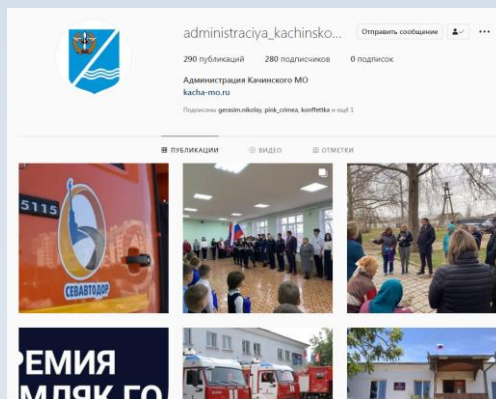 administraciya_kachinsko...
Отправить сообщение
290 публикаций 280 подписчиков 0 подписок
Администрация Качинского МО
kacha-mo.ru
Подписаны gerasim.nikolay, pink_crimea, konffettka и ещё 1
ПУБЛИКАЦИИ ВИДЕО ОТМЕТКИ
5115
СЕВАВТОДОР
РЕМИЯ
МЛЯК ГО